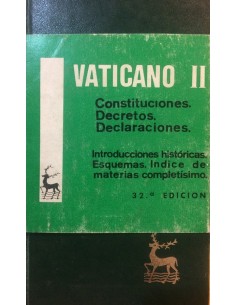 VATICANO II
Constituciones.
Decretos.
Declaraciones.
Introducciones históricas.
Esquemas. Indice de
materias completísimo.
32.ª EDICION